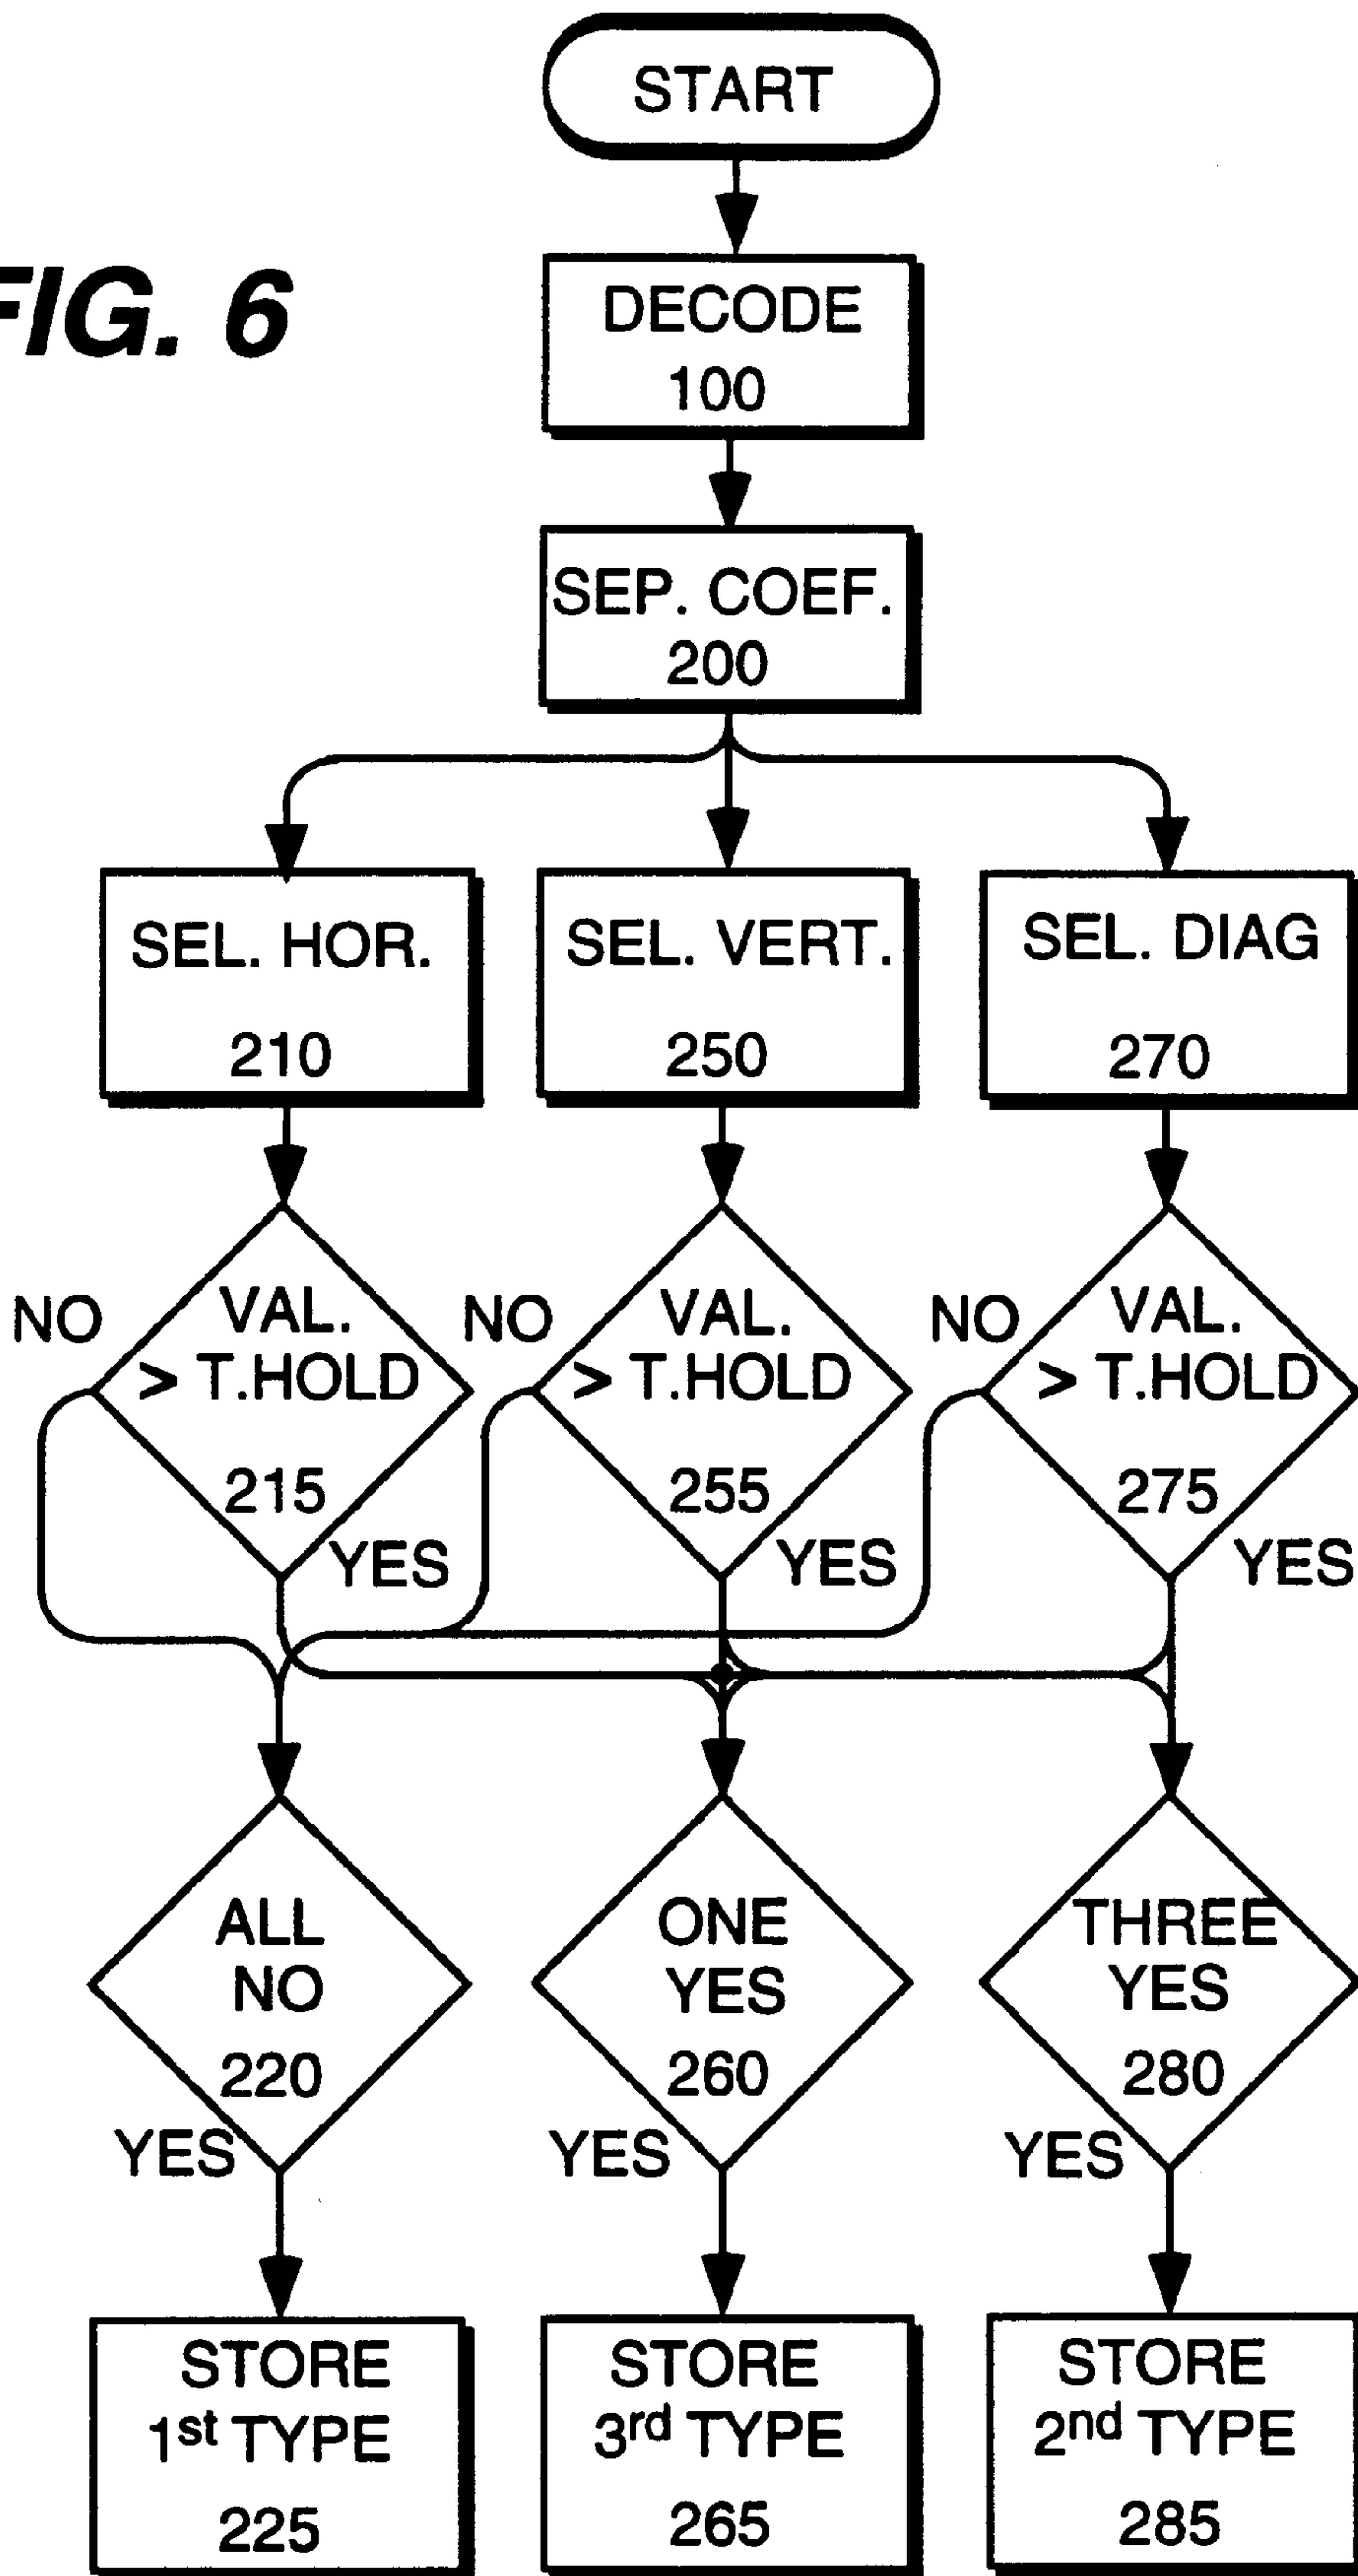 START
FIG. 6
DECODE
100
SEP. COEF.
200
SEL. HOR.
210
SEL. VERT.
250
SEL. DIAG
270
NO
VAL.
> T.HOLD
215
YES
NO
VAL.
> T.HOLD
255
YES
NO
VAL.
> T.HOLD
275
YES
ALL
NO
220
YES
ONE
YES
260
YES
THREE
YES
280
YES
STORE
1st TYPE
225
STORE
3rd TYPE
265
STORE
2nd TYPE
285